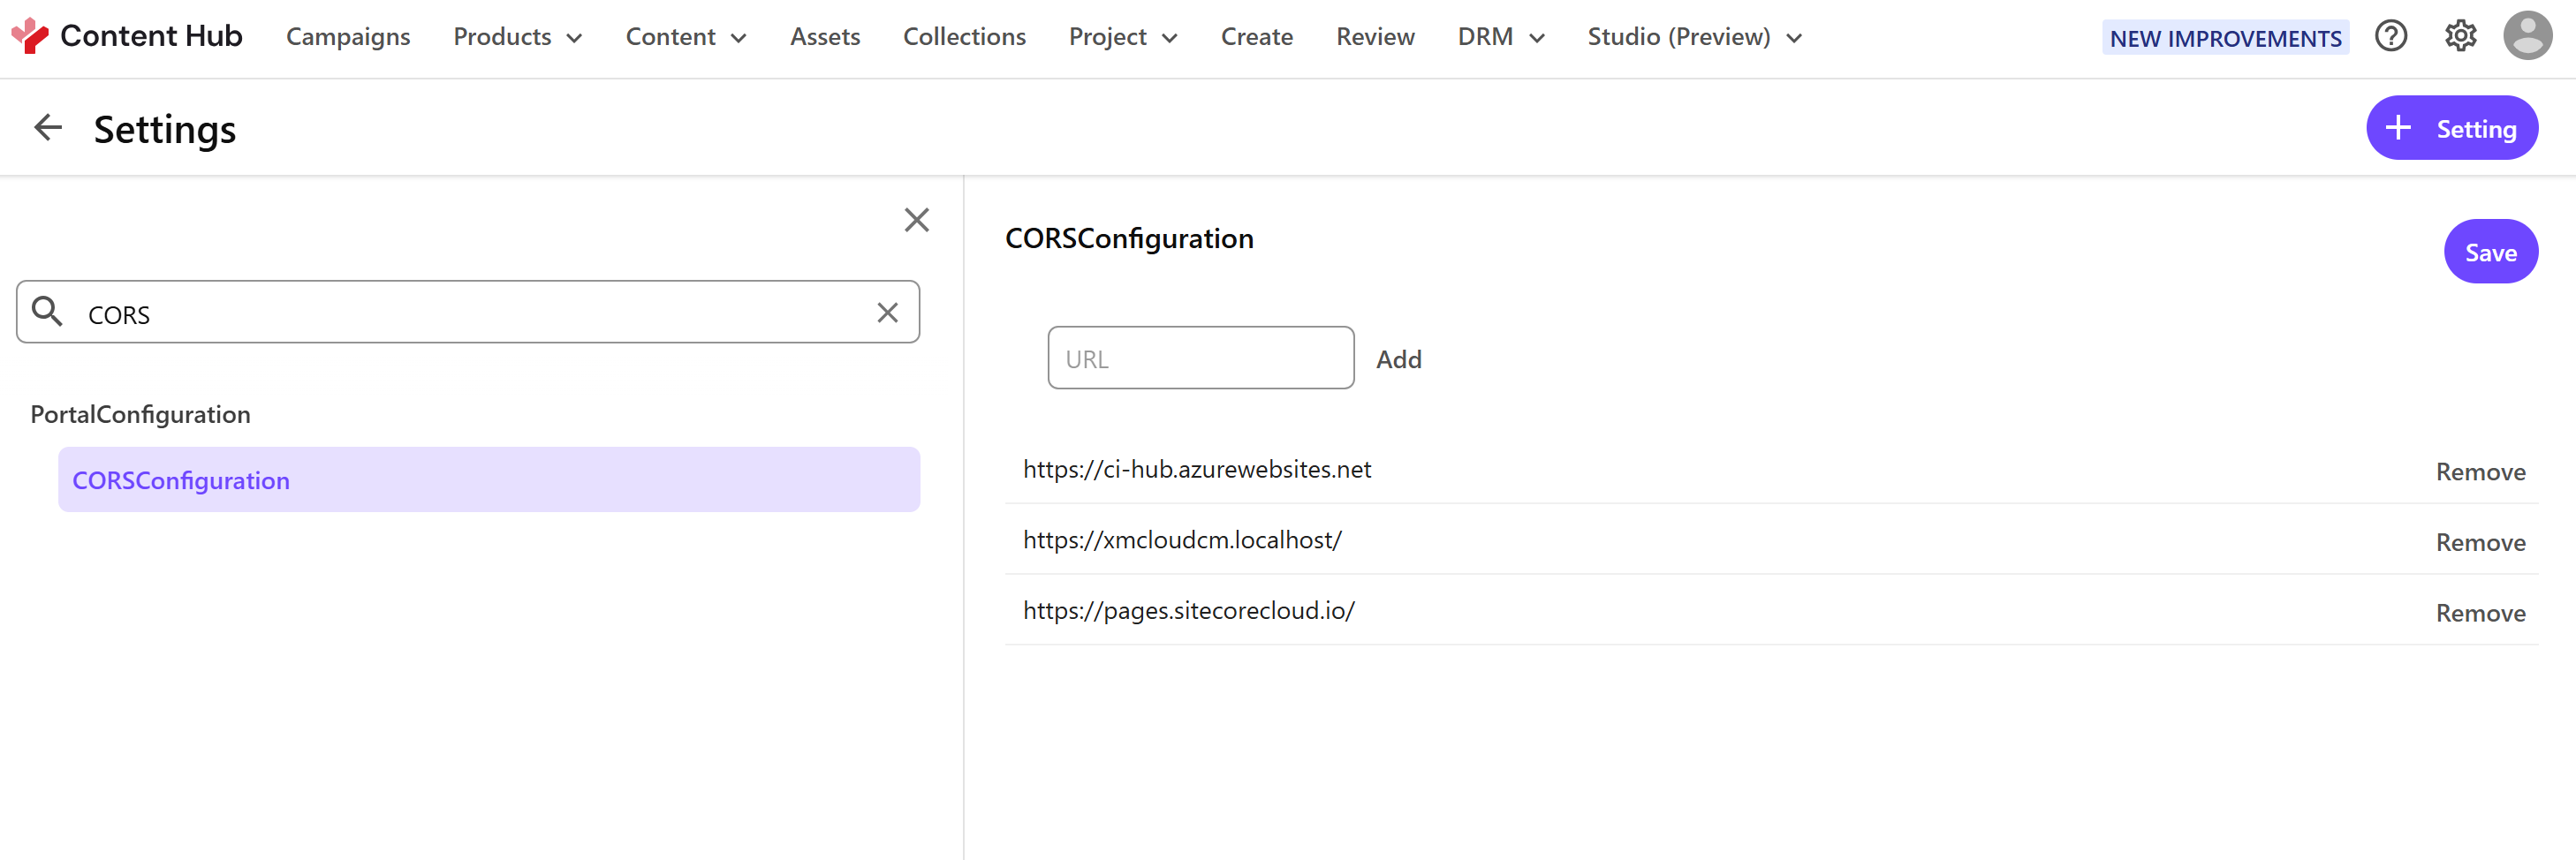 Content Hub Campaigns Products Content Assets Collections Project Create Review DRM Studio (Preview) NEW IMPROVEMENTS
Settings
Setting
CORSConfiguration
Save
CORS
URL
Add
PortalConfiguration
CORSConfiguration
https://ci-hub.azurewebsites.net Remove
https://xmcloudcm.localhost/ Remove
https://pages.sitecorecloud.io/ Remove